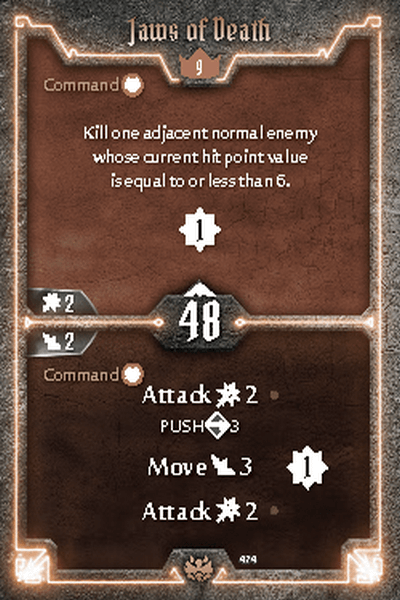 Jaws of Death
9
Command
Kill one adjacent normal enemy
whose current hit point value
is equal to or less than 6.
1
2
48
2
Command
Attack 2
PUSH 3
Move 3
1
Attack 2
474